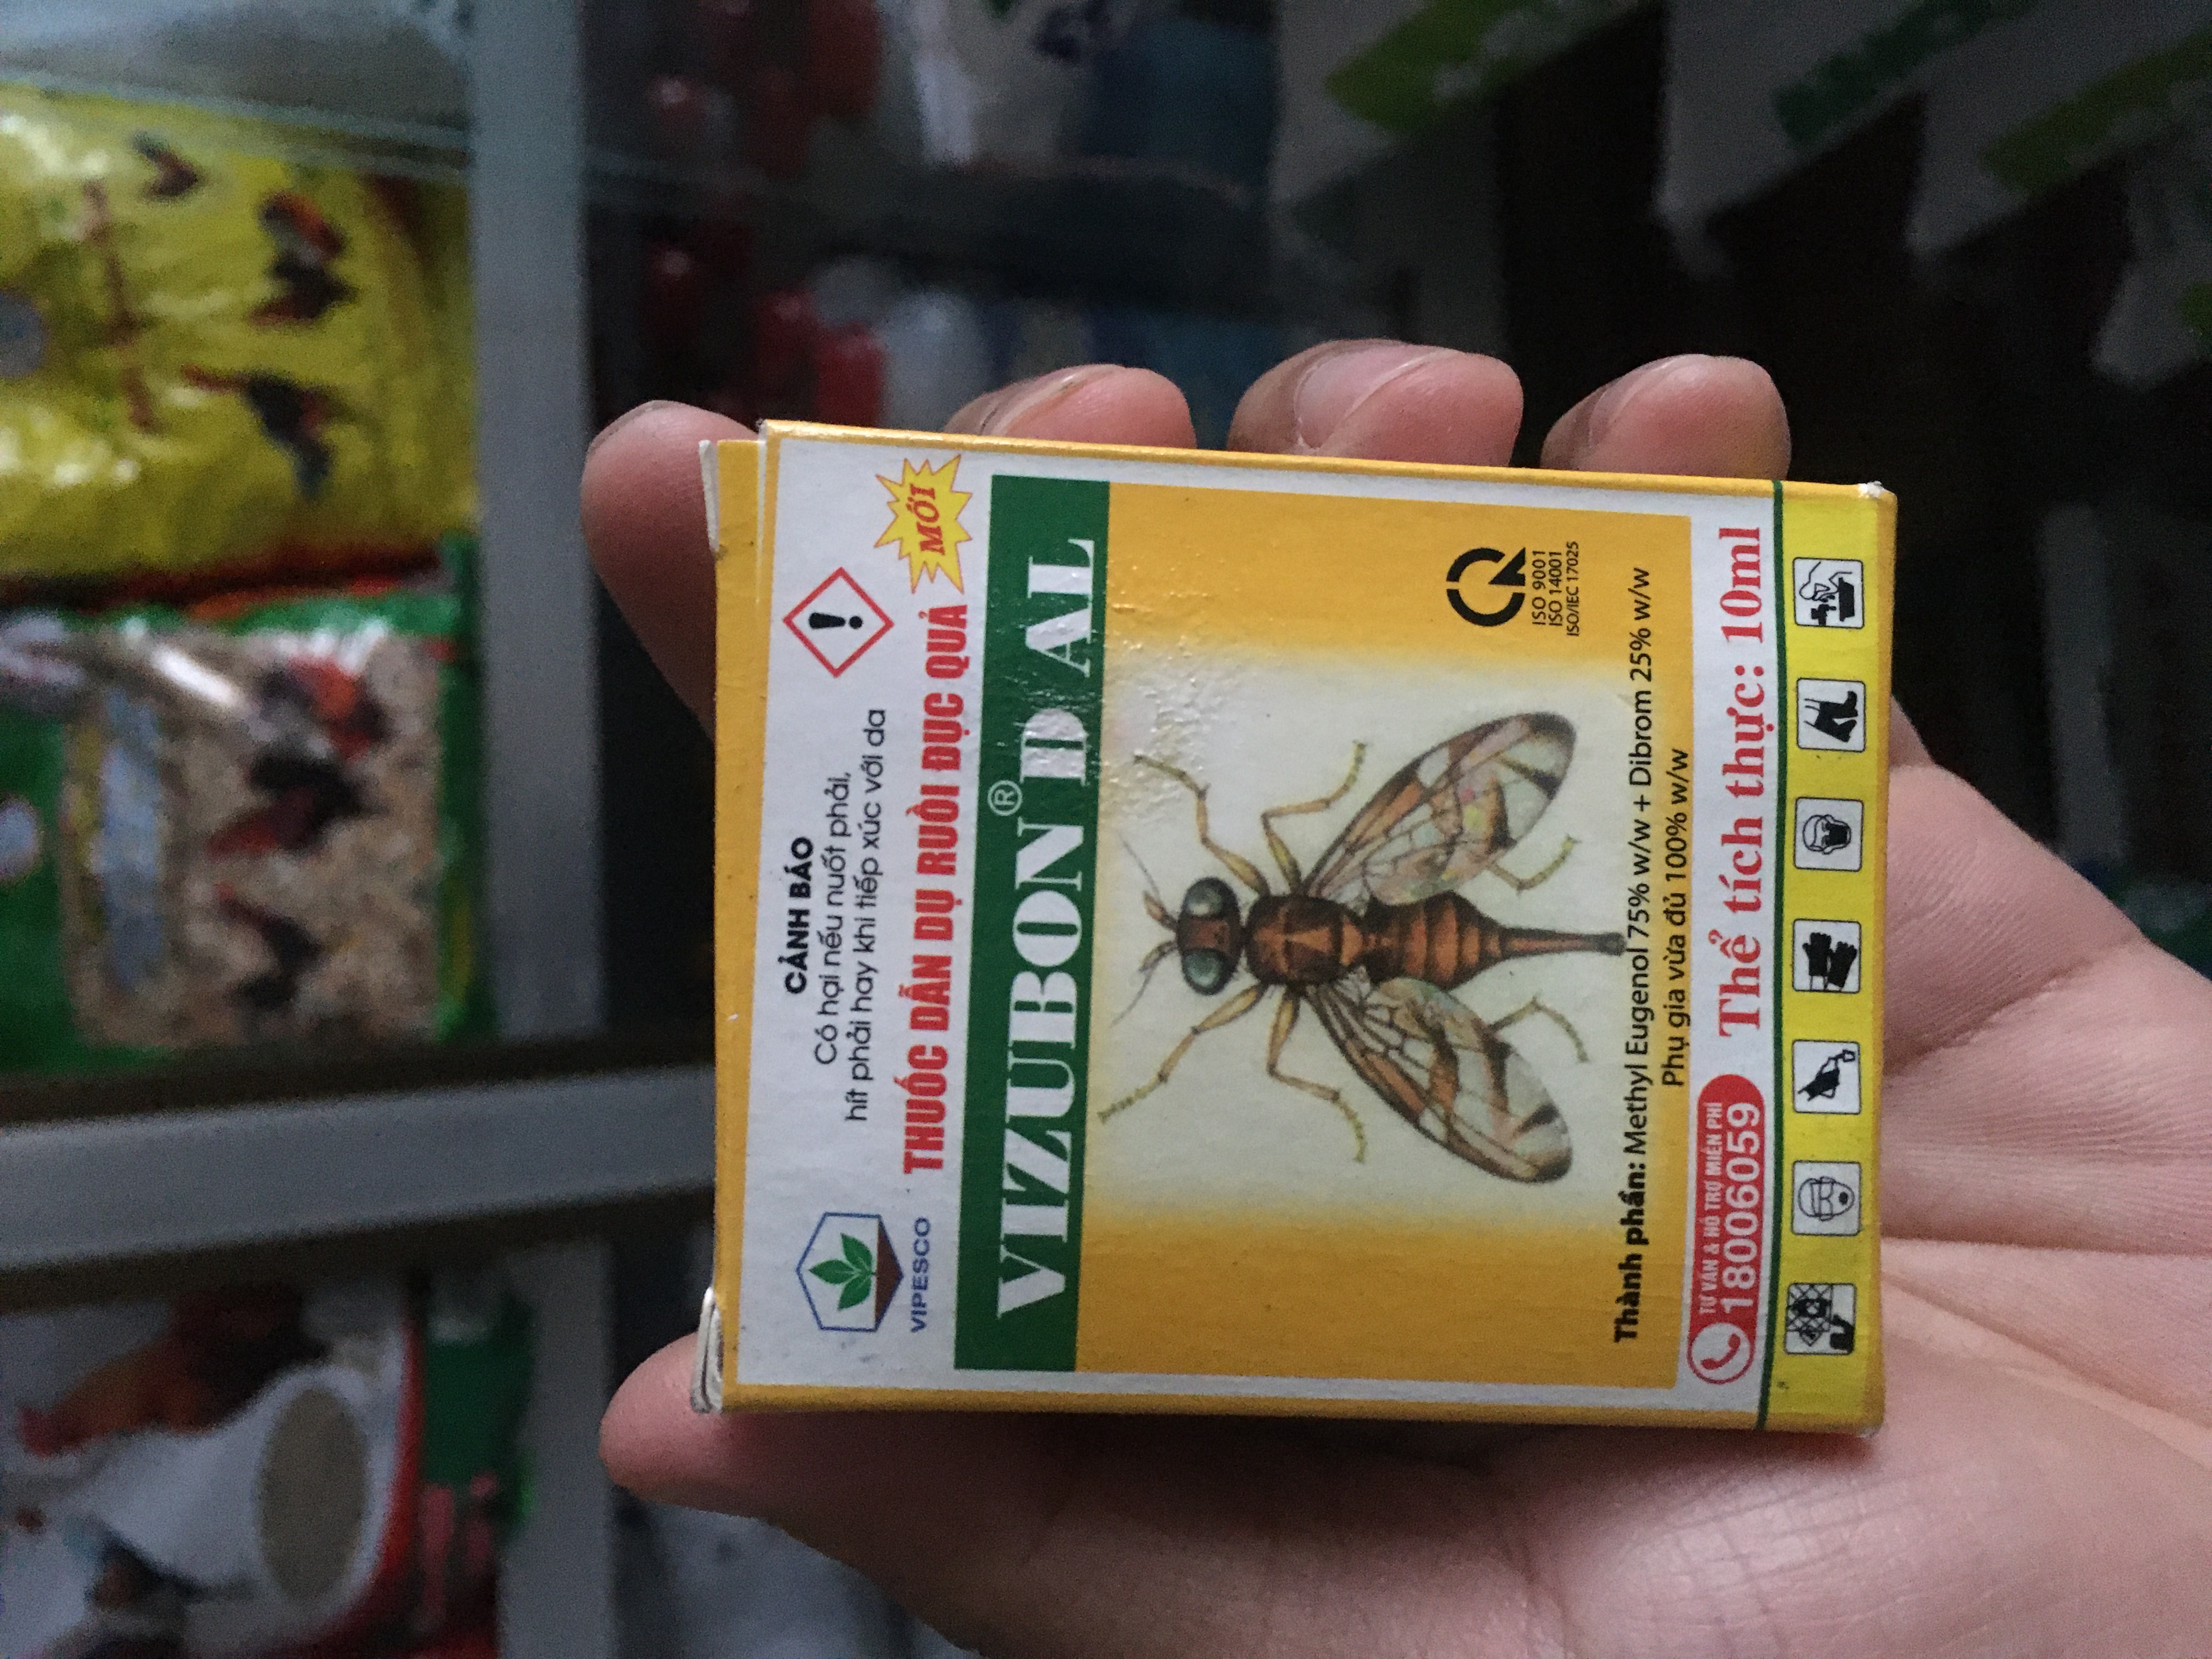 CẢNH BÁO
Có hại nếu nuốt phải,
hít phải hay khi tiếp xúc với da
VIPESCO
THUỐC DẪN DỤ RUỒI ĐỤC QUẢ
MỚI
VIZUBON® D AL
ISO 9001
ISO 14001
ISO/IEC 17025
Thành phần: Methyl Eugenol 75% w/w + Dibrom 25% w/w
Phụ gia vừa đủ 100% w/w
TƯ VẤN & HỖ TRỢ MIỄN PHÍ
18006059
Thể tích thực: 10ml